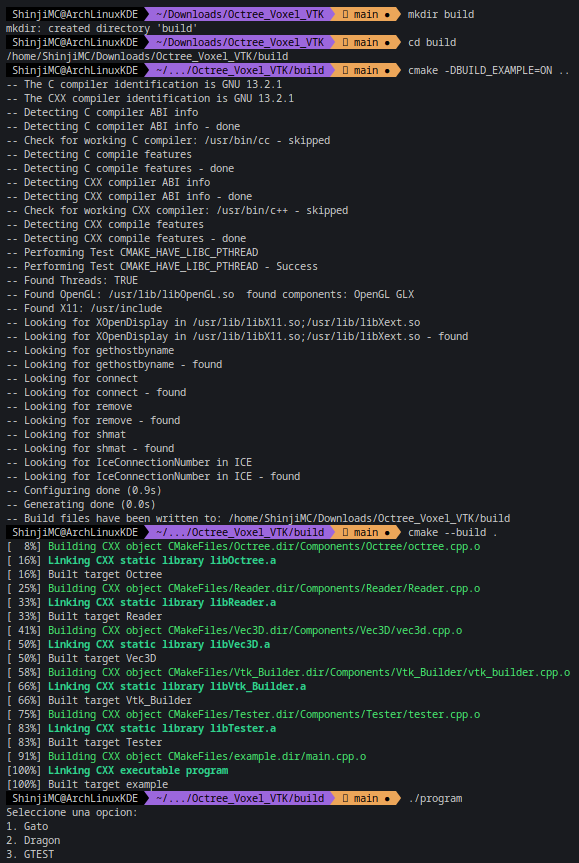 ShinjiMC@ArchLinuxKDE ~/Downloads/Octree_Voxel_VTK main ● mkdir build
mkdir: created directory 'build'
ShinjiMC@ArchLinuxKDE ~/Downloads/Octree_Voxel_VTK main ● cd build
/home/ShinjiMC/Downloads/Octree_Voxel_VTK/build
ShinjiMC@ArchLinuxKDE ~/.../Octree_Voxel_VTK/build main ● cmake -DBUILD_EXAMPLE=ON ..
-- The C compiler identification is GNU 13.2.1
-- The CXX compiler identification is GNU 13.2.1
-- Detecting C compiler ABI info
-- Detecting C compiler ABI info - done
-- Check for working C compiler: /usr/bin/cc - skipped
-- Detecting C compile features
-- Detecting C compile features - done
-- Detecting CXX compiler ABI info
-- Detecting CXX compiler ABI info - done
-- Check for working CXX compiler: /usr/bin/c++ - skipped
-- Detecting CXX compile features
-- Detecting CXX compile features - done
-- Performing Test CMAKE_HAVE_LIBC_PTHREAD
-- Performing Test CMAKE_HAVE_LIBC_PTHREAD - Success
-- Found Threads: TRUE
-- Found OpenGL: /usr/lib/libOpenGL.so  found components: OpenGL GLX
-- Found X11: /usr/include
-- Looking for XOpenDisplay in /usr/lib/libX11.so;/usr/lib/libXext.so
-- Looking for XOpenDisplay in /usr/lib/libX11.so;/usr/lib/libXext.so - found
-- Looking for gethostbyname
-- Looking for gethostbyname - found
-- Looking for connect
-- Looking for connect - found
-- Looking for remove
-- Looking for remove - found
-- Looking for shmat
-- Looking for shmat - found
-- Looking for IceConnectionNumber in ICE
-- Looking for IceConnectionNumber in ICE - found
-- Configuring done (0.9s)
-- Generating done (0.0s)
-- Build files have been written to: /home/ShinjiMC/Downloads/Octree_Voxel_VTK/build
ShinjiMC@ArchLinuxKDE ~/.../Octree_Voxel_VTK/build main ● cmake --build .
[  8%] Building CXX object CMakeFiles/Octree.dir/Components/Octree/octree.cpp.o
[ 16%] Linking CXX static library libOctree.a
[ 16%] Built target Octree
[ 25%] Building CXX object CMakeFiles/Reader.dir/Components/Reader/Reader.cpp.o
[ 33%] Linking CXX static library libReader.a
[ 33%] Built target Reader
[ 41%] Building CXX object CMakeFiles/Vec3D.dir/Components/Vec3D/vec3d.cpp.o
[ 50%] Linking CXX static library libVec3D.a
[ 50%] Built target Vec3D
[ 58%] Building CXX object CMakeFiles/Vtk_Builder.dir/Components/Vtk_Builder/vtk_builder.cpp.o
[ 66%] Linking CXX static library libVtk_Builder.a
[ 66%] Built target Vtk_Builder
[ 75%] Building CXX object CMakeFiles/Tester.dir/Components/Tester/tester.cpp.o
[ 83%] Linking CXX static library libTester.a
[ 83%] Built target Tester
[ 91%] Building CXX object CMakeFiles/example.dir/main.cpp.o
[100%] Linking CXX executable program
[100%] Built target example
ShinjiMC@ArchLinuxKDE ~/.../Octree_Voxel_VTK/build main ● ./program
Seleccione una opcion:
1. Gato
2. Dragon
3. GTEST